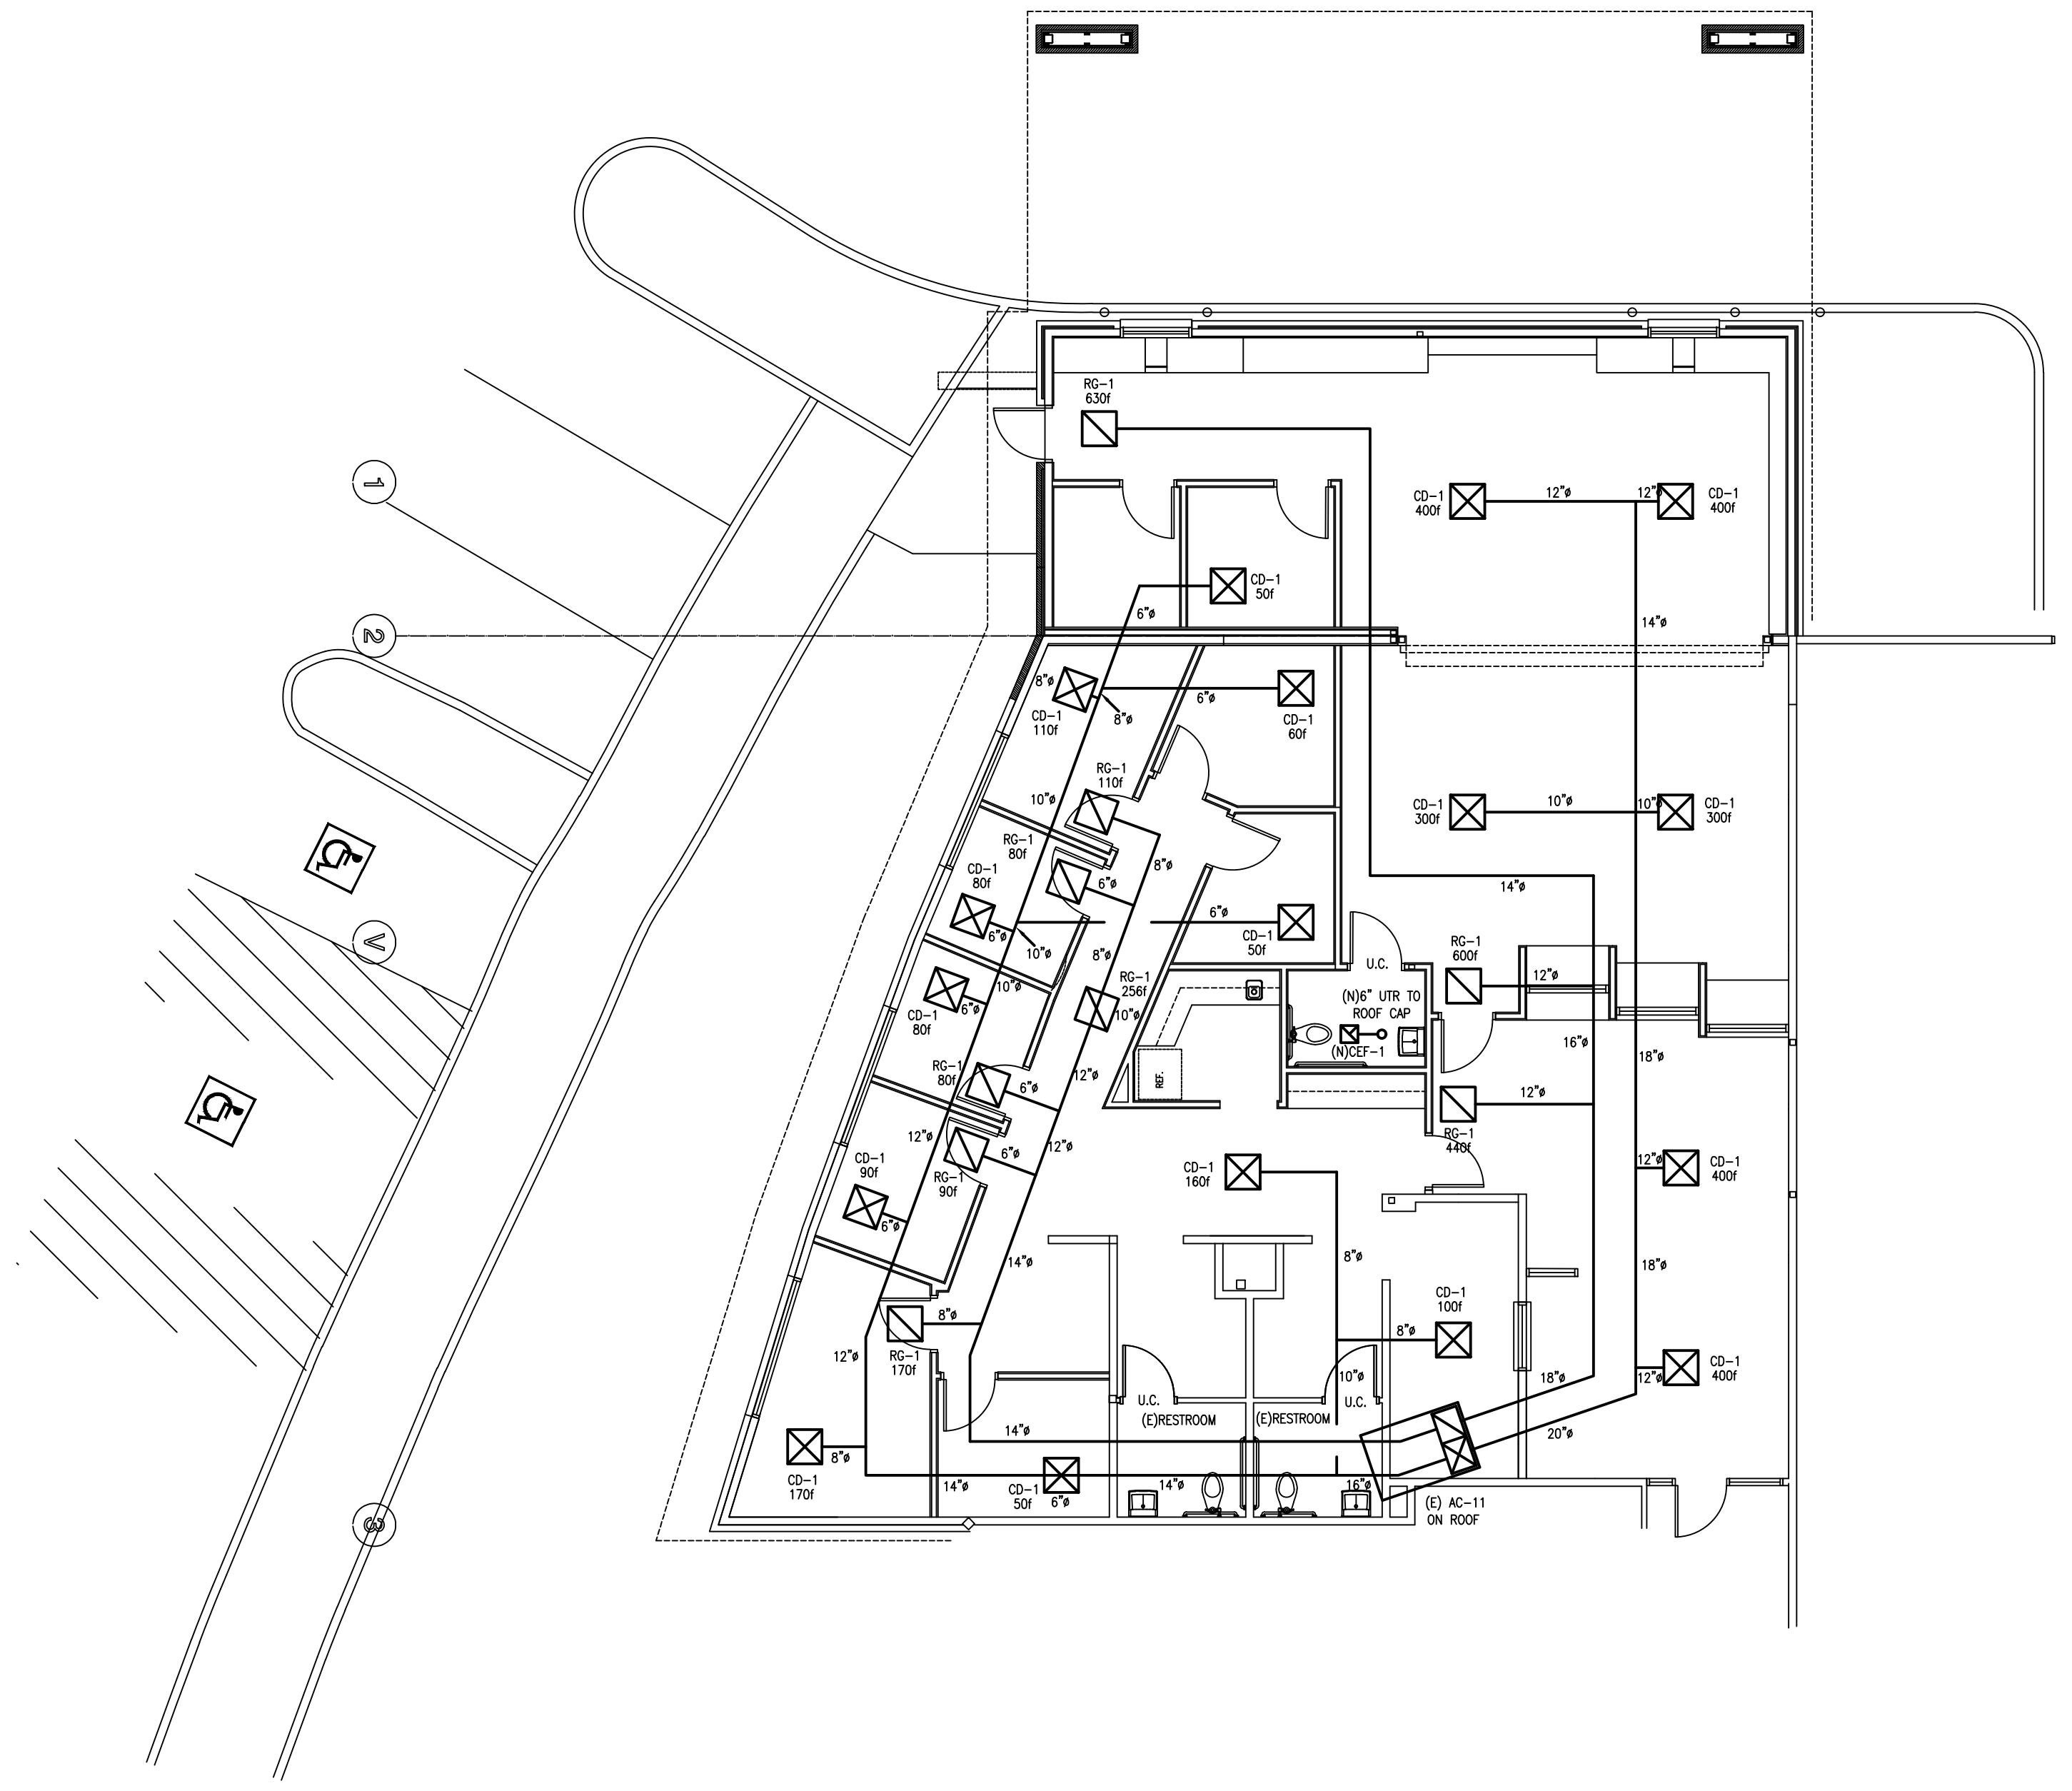 RG-1
630f
1
CD-1
400f
12"ø
12"ø
CD-1
400f
CD-1
50f
6"ø
14"ø
2
8"ø
CD-1
110f
8"ø
6"ø
CD-1
60f
RG-1
110f
10"ø
CD-1
300f
10"ø
10"ø
CD-1
300f
RG-1
80f
8"ø
CD-1
80f
6"ø
14"ø
6"ø
6"ø
CD-1
50f
V
10"ø
8"ø
U.C.
RG-1
600f
12"ø
10"ø
RG-1
256f
10"ø
CD-1
80f
6"ø
(N)6" UTR TO
ROOF CAP
(N)CEF-1
16"ø
18"ø
RG-1
80f
6"ø
12"ø
REF.
12"ø
RG-1
440f
12"ø
12"ø
6"ø
CD-1
90f
RG-1
90f
6"ø
CD-1
160f
12"ø
CD-1
400f
14"ø
8"ø
18"ø
CD-1
100f
8"ø
8"ø
12"ø
RG-1
170f
10"ø
18"ø
12"ø
CD-1
400f
U.C.
(E)RESTROOM
(E)RESTROOM
U.C.
14"ø
20"ø
8"ø
CD-1
170f
14"ø
CD-1
50f
6"ø
14"ø
16"ø
(E) AC-11
ON ROOF
3